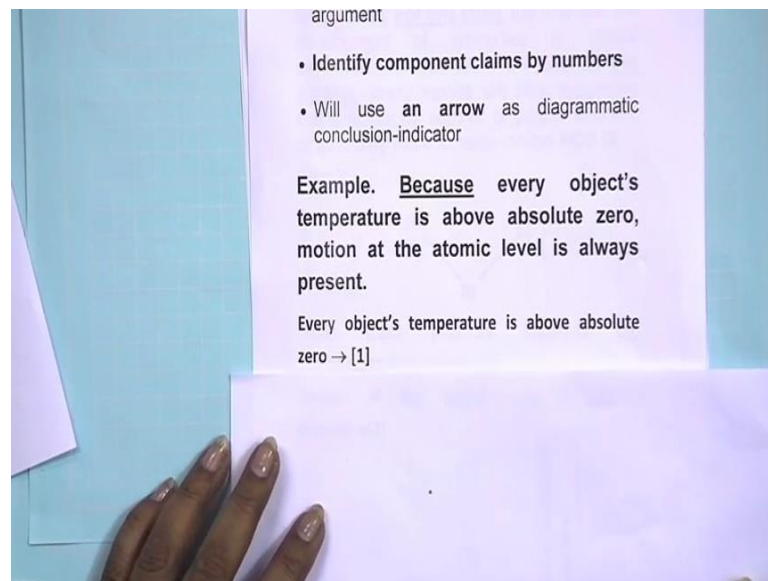 argument
• Identify component claims by numbers
• Will use an arrow as diagrammatic
conclusion-indicator
Example. Because every object's
temperature is above absolute zero,
motion at the atomic level is always
present.
Every object's temperature is above absolute
zero → [1]